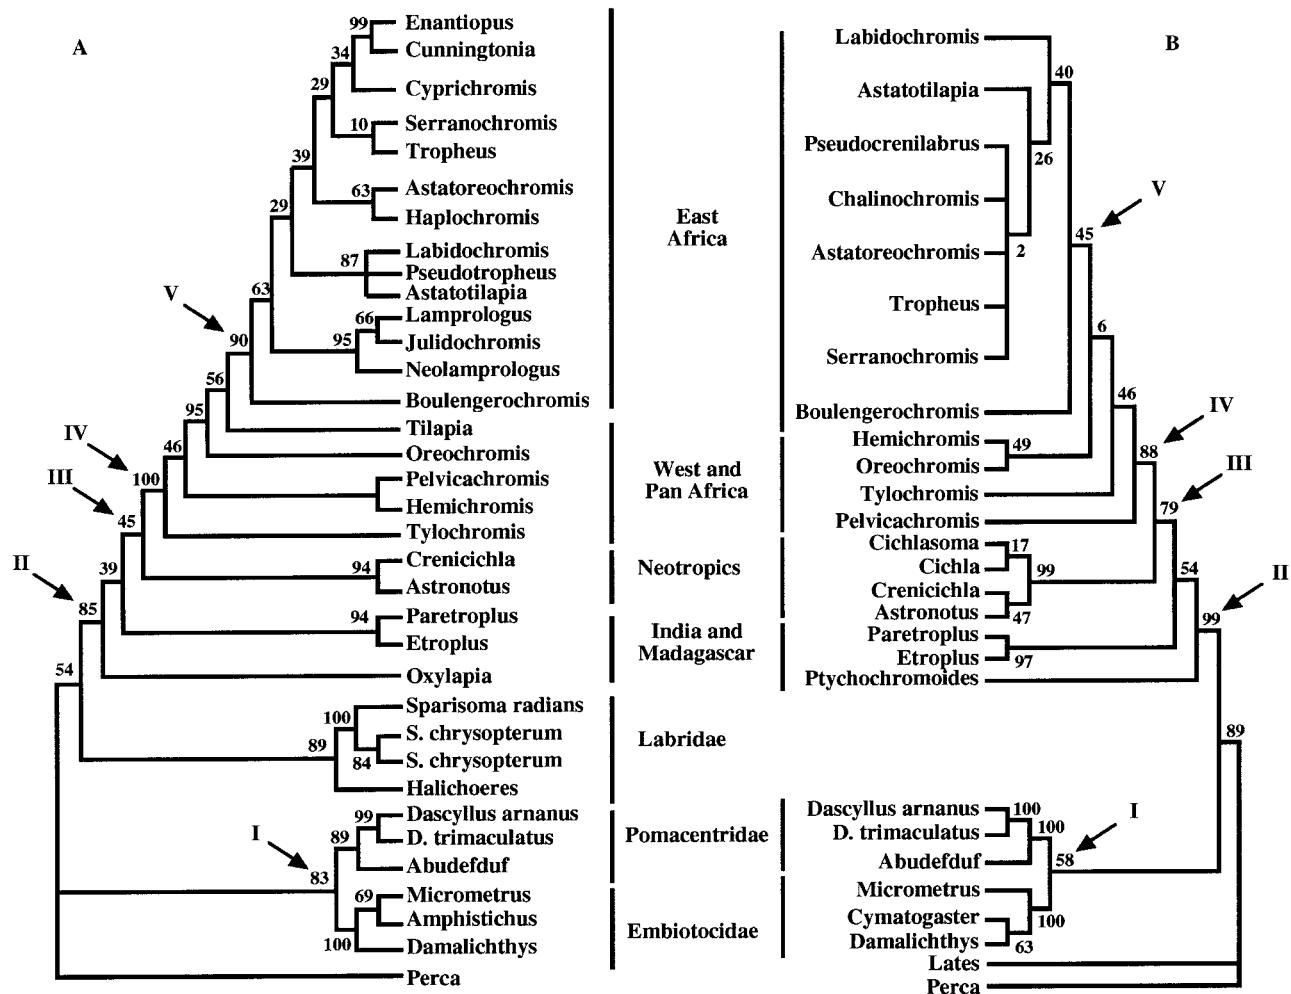 A
99
Enantiopus
Cunningtonia
34
Cyprichromis
29
10
Serranochromis
Tropheus
39
63
Astatoreochromis
Haplochromis
29
87
Labidochromis
Pseudotropheus
Astatotilapia
63
66
Lamprologus
95
Julidochromis
Neolamprologus
V
90
Boulengerochromis
56
Tilapia
95
Oreochromis
IV
46
Pelvicachromis
Hemichromis
III
100
Tylochromis
45
94
Crenicichla
Astronotus
II
39
94
Paretroplus
Etroplus
85
Oxylapia
54
Sparisoma radians
100
S. chrysopterum
89
84
S. chrysopterum
Halichoeres
99
Dascyllus arnanus
D. trimaculatus
I
89
Abudefduf
83
69
Micrometrus
Amphistichus
100
Damalichthys
Perca
East
Africa
West and
Pan Africa
Neotropics
India and
Madagascar
Labridae
Pomacentridae
Embiotocidae
B
Labidochromis
40
Astatotilapia
Pseudocrenilabrus
26
Chalinochromis
V
45
Astatoreochromis
2
Tropheus
6
Serranochromis
46
Boulengerochromis
IV
Hemichromis
49
88
Oreochromis
III
Tylochromis
79
Pelvicachromis
Cichlasoma
17
Cichla
99
54
II
Crenicichla
Astronotus
47
99
Paretroplus
Etroplus
97
Ptychochromoides
89
Dascyllus arnanus
100
D. trimaculatus
100
I
Abudefduf
58
Micrometrus
Cymatogaster
100
Damalichthys
63
Lates
Perca